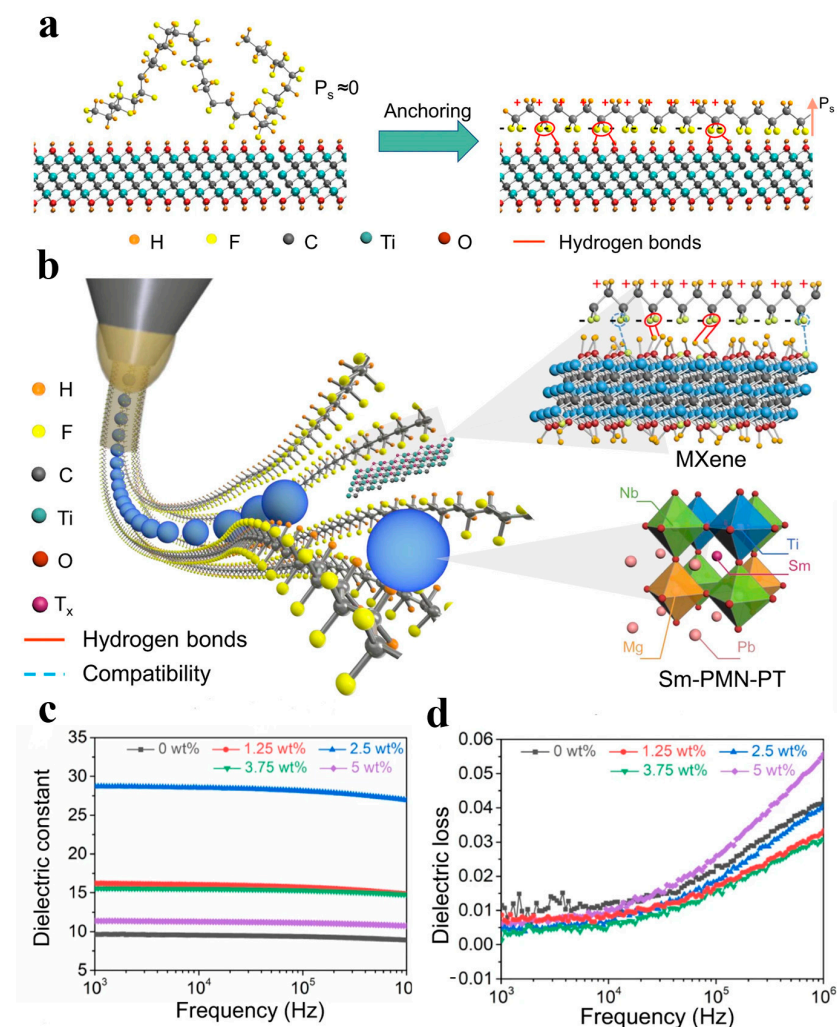 a
Pₛ≈0
Anchoring
+ + + + + + + + +
Pₛ
H F C Ti O Hydrogen bonds
b
H
F
C
Ti
O
Tₓ
Hydrogen bonds
Compatibility
MXene
Nb
Ti
Sm
Mg
Pb
Sm-PMN-PT
c
0 wt% 1.25 wt% 2.5 wt%
3.75 wt% 5 wt%
35
30
25
20
15
10
5
Dielectric constant
10³ 10⁴ 10⁵ 10
Frequency (Hz)
d
0 wt% 1.25 wt% 2.5 wt%
3.75 wt% 5 wt%
0.06
0.05
0.04
0.03
0.02
0.01
0.00
-0.01
Dielectric loss
10³ 10⁴ 10⁵ 10⁶
Frequency (Hz)